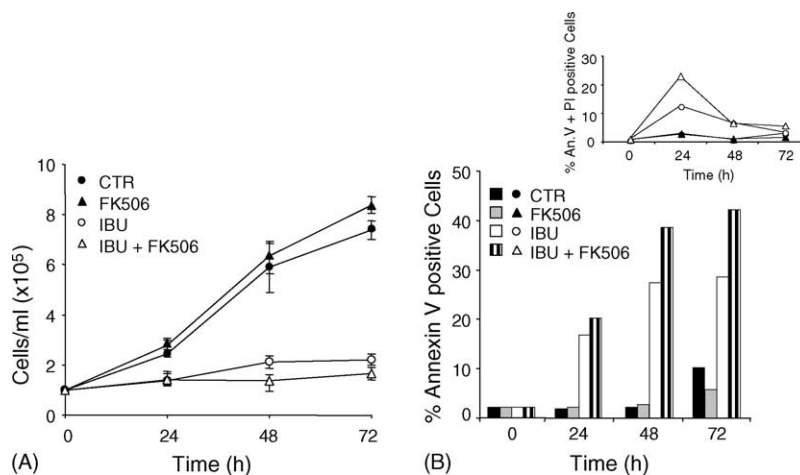 % An.V + PI positive Cells
30
20
10
0
0 24 48 72
Time (h)
Cells/ml (x10⁵)
10
8
6
4
2
0
CTR
FK506
IBU
IBU + FK506
0 24 48 72
Time (h)
(A)
% Annexin V positive Cells
50
40
30
20
10
0
CTR
FK506
IBU
IBU + FK506
0 24 48 72
Time (h)
(B)